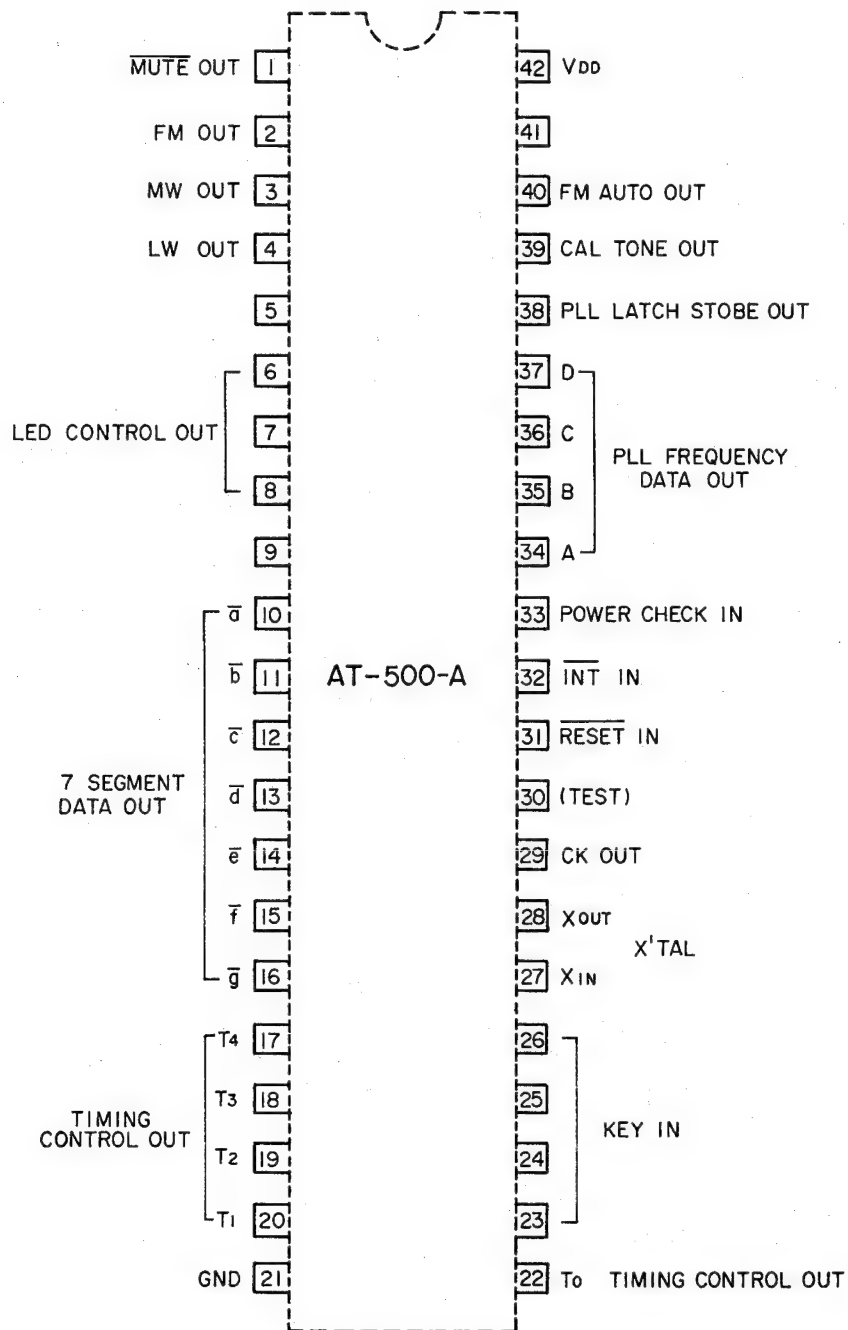 M̅U̅T̅E̅ OUT 1
FM OUT 2
MW OUT 3
LW OUT 4
5
6
LED CONTROL OUT 7
8
9
a̅ 10
b̅ 11
c̅ 12
7 SEGMENT
DATA OUT
d̅ 13
e̅ 14
f̅ 15
g̅ 16
T4 17
T3 18
TIMING
CONTROL OUT
T2 19
T1 20
GND 21
AT-500-A
42 VDD
41
40 FM AUTO OUT
39 CAL TONE OUT
38 PLL LATCH STOBE OUT
37 D
36 C
PLL FREQUENCY
DATA OUT
35 B
34 A
33 POWER CHECK IN
32 I̅N̅T̅ IN
31 R̅E̅S̅E̅T̅ IN
30 (TEST)
29 CK OUT
28 XOUT
X'TAL
27 XIN
26
25
KEY IN
24
23
22 To TIMING CONTROL OUT